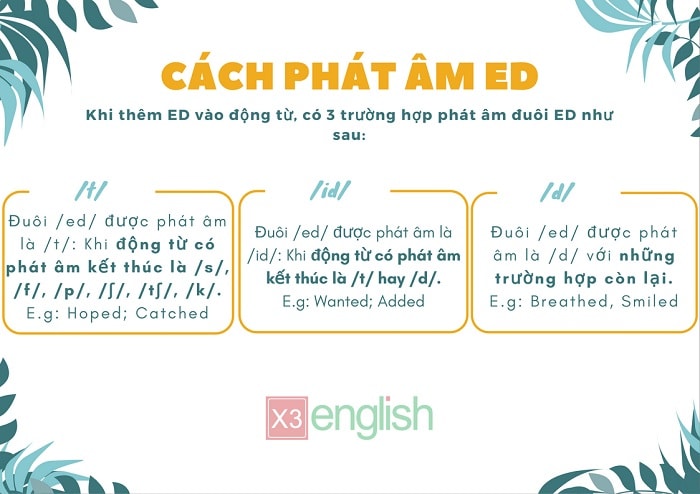 CÁCH PHÁT ÂM ED
Khi thêm ED vào động từ, có 3 trường hợp phát âm đuôi ED như
sau:
/t/
Đuôi /ed/ được phát âm
là /t/: Khi động từ có
phát âm kết thúc là /s/,
/f/, /p/, /ʃ/, /tʃ/, /k/.
E.g: Hoped; Catched
/id/
Đuôi /ed/ được phát âm là
/id/: Khi động từ có phát âm
kết thúc là /t/ hay /d/.
E.g: Wanted; Added
/d/
Đuôi /ed/ được phát
âm là /d/ với những
trường hợp còn lại.
E.g: Breathed, Smiled
X3 english